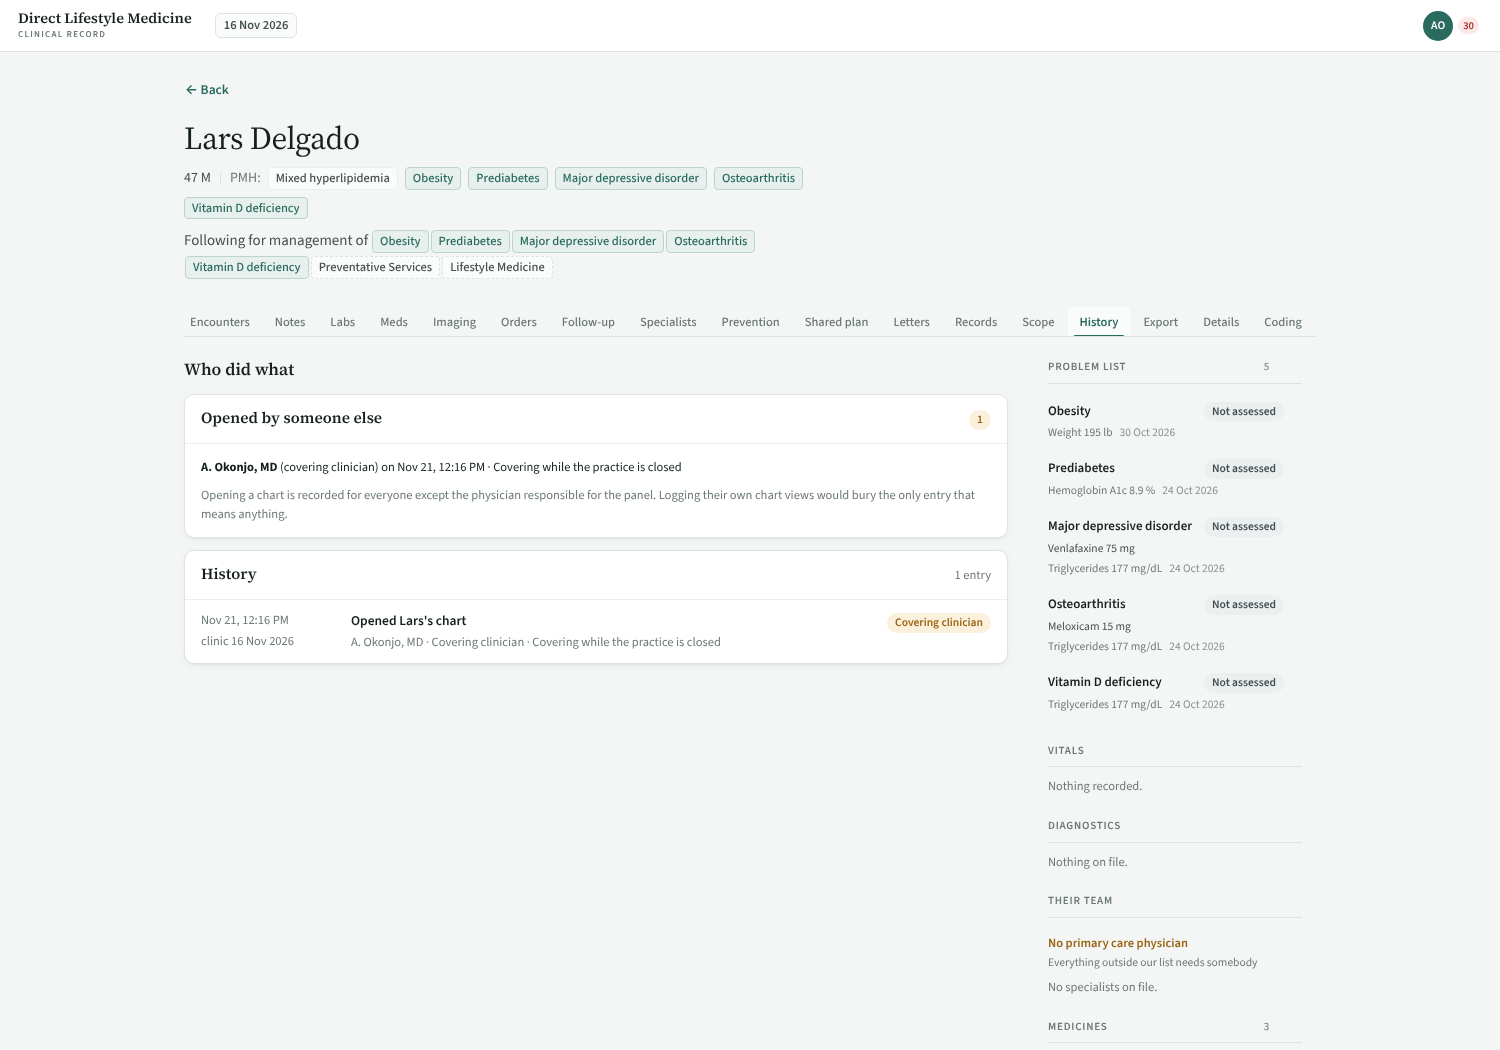 Direct Lifestyle Medicine
CLINICAL RECORD
16 Nov 2026
AO
30
← Back
Lars Delgado
47 M | PMH: Mixed hyperlipidemia Obesity Prediabetes Major depressive disorder Osteoarthritis
Vitamin D deficiency
Following for management of Obesity Prediabetes Major depressive disorder Osteoarthritis
Vitamin D deficiency Preventative Services Lifestyle Medicine
Encounters Notes Labs Meds Imaging Orders Follow-up Specialists Prevention Shared plan Letters Records Scope History Export Details Coding
Who did what
Opened by someone else 1
A. Okonjo, MD (covering clinician) on Nov 21, 12:16 PM · Covering while the practice is closed
Opening a chart is recorded for everyone except the physician responsible for the panel. Logging their own chart views would bury the only entry that
means anything.
History 1 entry
Nov 21, 12:16 PM Opened Lars's chart Covering clinician
clinic 16 Nov 2026 A. Okonjo, MD · Covering clinician · Covering while the practice is closed
PROBLEM LIST 5
Obesity Not assessed
Weight 195 lb 30 Oct 2026
Prediabetes Not assessed
Hemoglobin A1c 8.9 % 24 Oct 2026
Major depressive disorder Not assessed
Venlafaxine 75 mg
Triglycerides 177 mg/dL 24 Oct 2026
Osteoarthritis Not assessed
Meloxicam 15 mg
Triglycerides 177 mg/dL 24 Oct 2026
Vitamin D deficiency Not assessed
Triglycerides 177 mg/dL 24 Oct 2026
VITALS
Nothing recorded.
DIAGNOSTICS
Nothing on file.
THEIR TEAM
No primary care physician
Everything outside our list needs somebody
No specialists on file.
MEDICINES 3